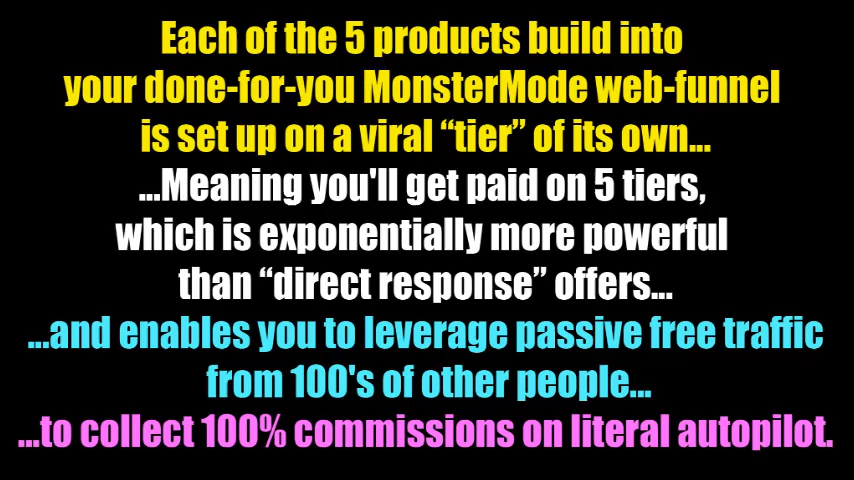 Each of the 5 products build into
your done-for-you MonsterMode web-funnel
is set up on a viral “tier” of its own...
...Meaning you'll get paid on 5 tiers,
which is exponentially more powerful
than “direct response” offers...
...and enables you to leverage passive free traffic
from 100's of other people...
...to collect 100% commissions on literal autopilot.